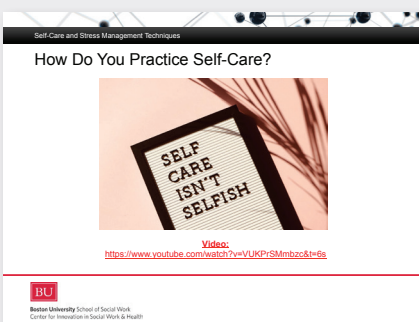 Self-Care and Stress Management Techniques
How Do You Practice Self-Care?
SELF
CARE
ISN'T
SELFISH
Video:
https://www.youtube.com/watch?v=VUKPrSMmbzc&t=6s
BU
Boston University School of Social Work
Center for Innovation in Social Work & Health